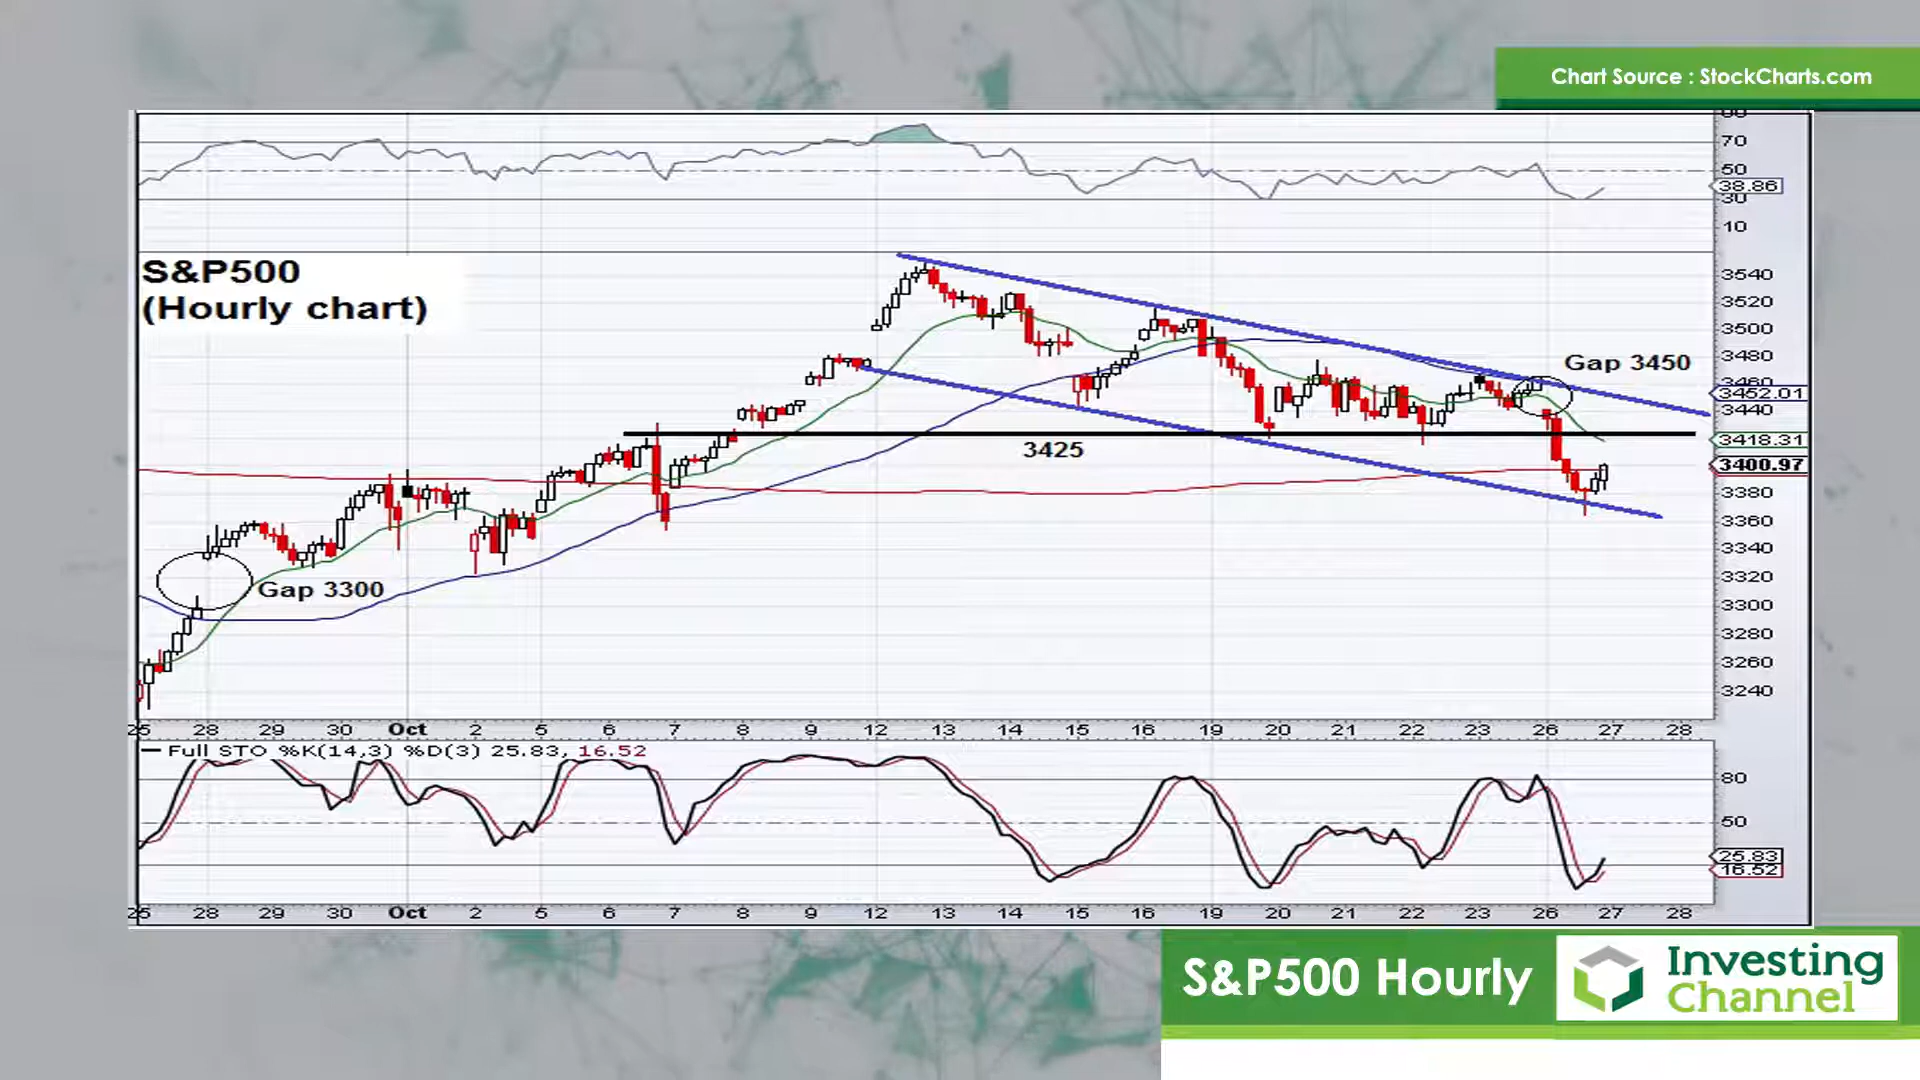 Chart Source : StockCharts.com
90
70
50
38.86
30
10
S&P500
(Hourly chart)
3540
3520
3500
3480
Gap 3450
3460
3452.01
3440
3425
3418.31
3400.97
3380
3360
3340
Gap 3300
3320
3300
3280
3260
3240
25 28 29 30 Oct 2 5 6 7 8 9 12 13 14 15 16 19 20 21 22 23 26 27 28
Full STO %K(14,3) %D(3) 25.83, 16.52
80
50
25.83
16.52
25 28 29 30 Oct 2 5 6 7 8 9 12 13 14 15 16 19 20 21 22 23 26 27 28
S&P500 Hourly
Investing
Channel